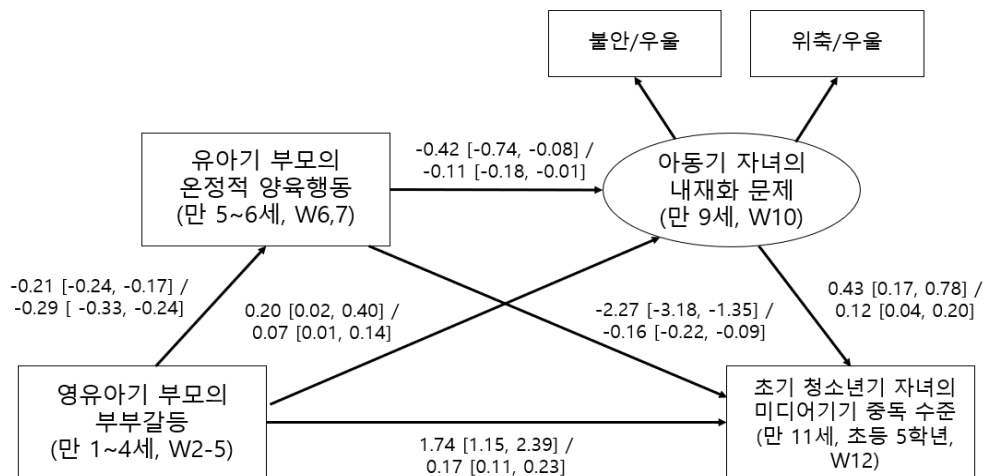 불안/우울
위축/우울
유아기 부모의
온정적 양육행동
(만 5~6세, W6,7)
-0.42 [-0.74, -0.08] /
-0.11 [-0.18, -0.01]
아동기 자녀의
내재화 문제
(만 9세, W10)
-0.21 [-0.24, -0.17] /
-0.29 [ -0.33, -0.24]
0.20 [0.02, 0.40] /
0.07 [0.01, 0.14]
-2.27 [-3.18, -1.35] /
-0.16 [-0.22, -0.09]
0.43 [0.17, 0.78] /
0.12 [0.04, 0.20]
영유아기 부모의
부부갈등
(만 1~4세, W2-5)
1.74 [1.15, 2.39] /
0.17 [0.11, 0.23]
초기 청소년기 자녀의
미디어기기 중독 수준
(만 11세, 초등 5학년,
W12)